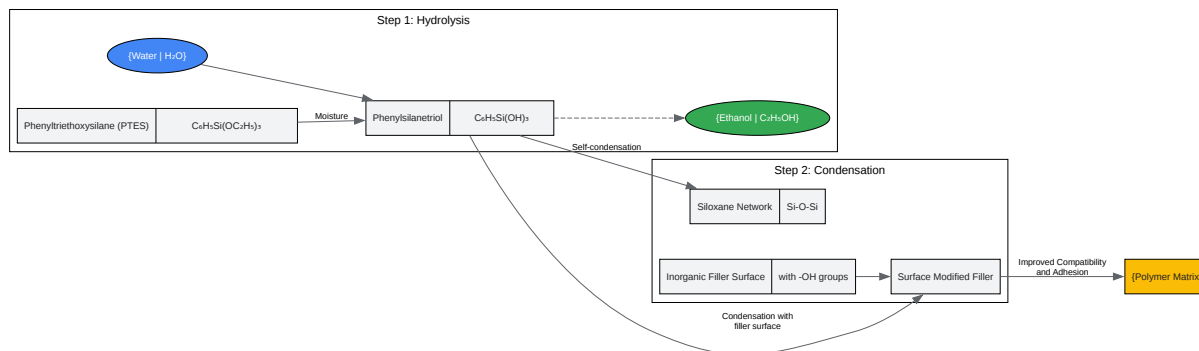 Step 1: Hydrolysis
{Water | H₂O}
Phenyltriethoxysilane (PTES)
C₆H₅Si(OC₂H₅)₃
Moisture
Phenylsilanetriol
C₆H₅Si(OH)₃
{Ethanol | C₂H₅OH}
Self-condensation
Step 2: Condensation
Siloxane Network
Si-O-Si
Inorganic Filler Surface
with -OH groups
Surface Modified Filler
Improved Compatibility
and Adhesion
{Polymer Matrix
Condensation with
filler surface